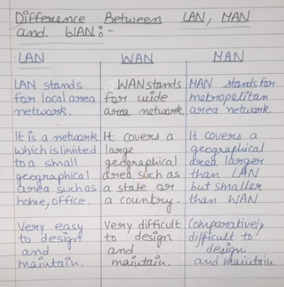 Difference Between LAN, MAN
and WAN:-
LAN
LAN stands
for local area
network.
It is a network
which is limited
to a small
geographical
area such as
home, office.
Very easy
to design
and
maintain.
WAN
WAN stands
for wide
area network.
It covers a
large
geographical
area such as
a state or
a country.
Very difficult
to design
and
maintain.
MAN
MAN stands for
metropolitan
area network.
It covers a
geographical
area larger
than LAN
but smaller
than WAN
Comparatively
difficult to
design
and maintain